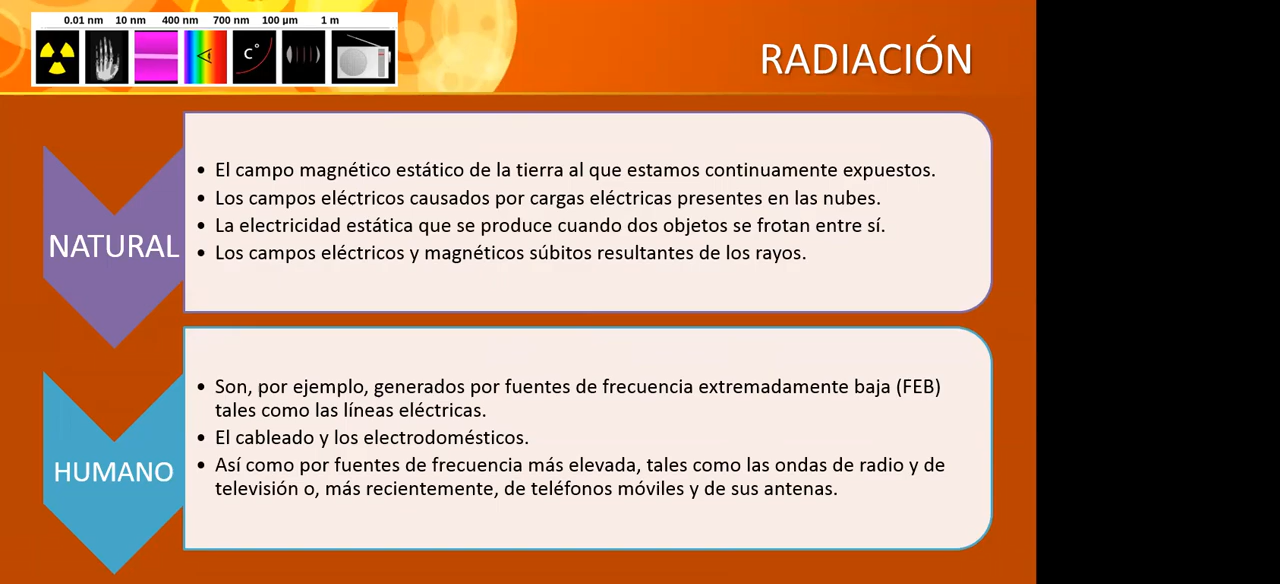 0.01 nm 10 nm 400 nm 700 nm 100 µm 1 m
C°
RADIACIÓN
NATURAL
• El campo magnético estático de la tierra al que estamos continuamente expuestos.
• Los campos eléctricos causados por cargas eléctricas presentes en las nubes.
• La electricidad estática que se produce cuando dos objetos se frotan entre sí.
• Los campos eléctricos y magnéticos súbitos resultantes de los rayos.
HUMANO
• Son, por ejemplo, generados por fuentes de frecuencia extremadamente baja (FEB)
tales como las líneas eléctricas.
• El cableado y los electrodomésticos.
• Así como por fuentes de frecuencia más elevada, tales como las ondas de radio y de
televisión o, más recientemente, de teléfonos móviles y de sus antenas.